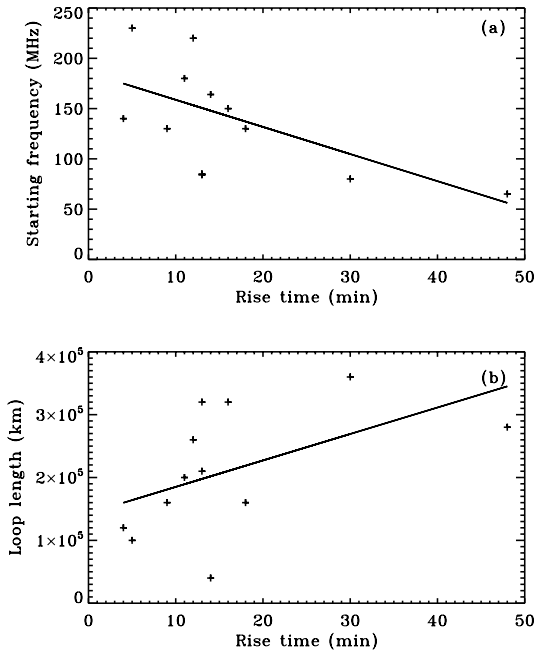 250
200
150
100
50
0
Starting frequency (MHz)
(a)
0 10 20 30 40 50
Rise time (min)
4×10⁵
3×10⁵
2×10⁵
1×10⁵
0
Loop length (km)
(b)
0 10 20 30 40 50
Rise time (min)